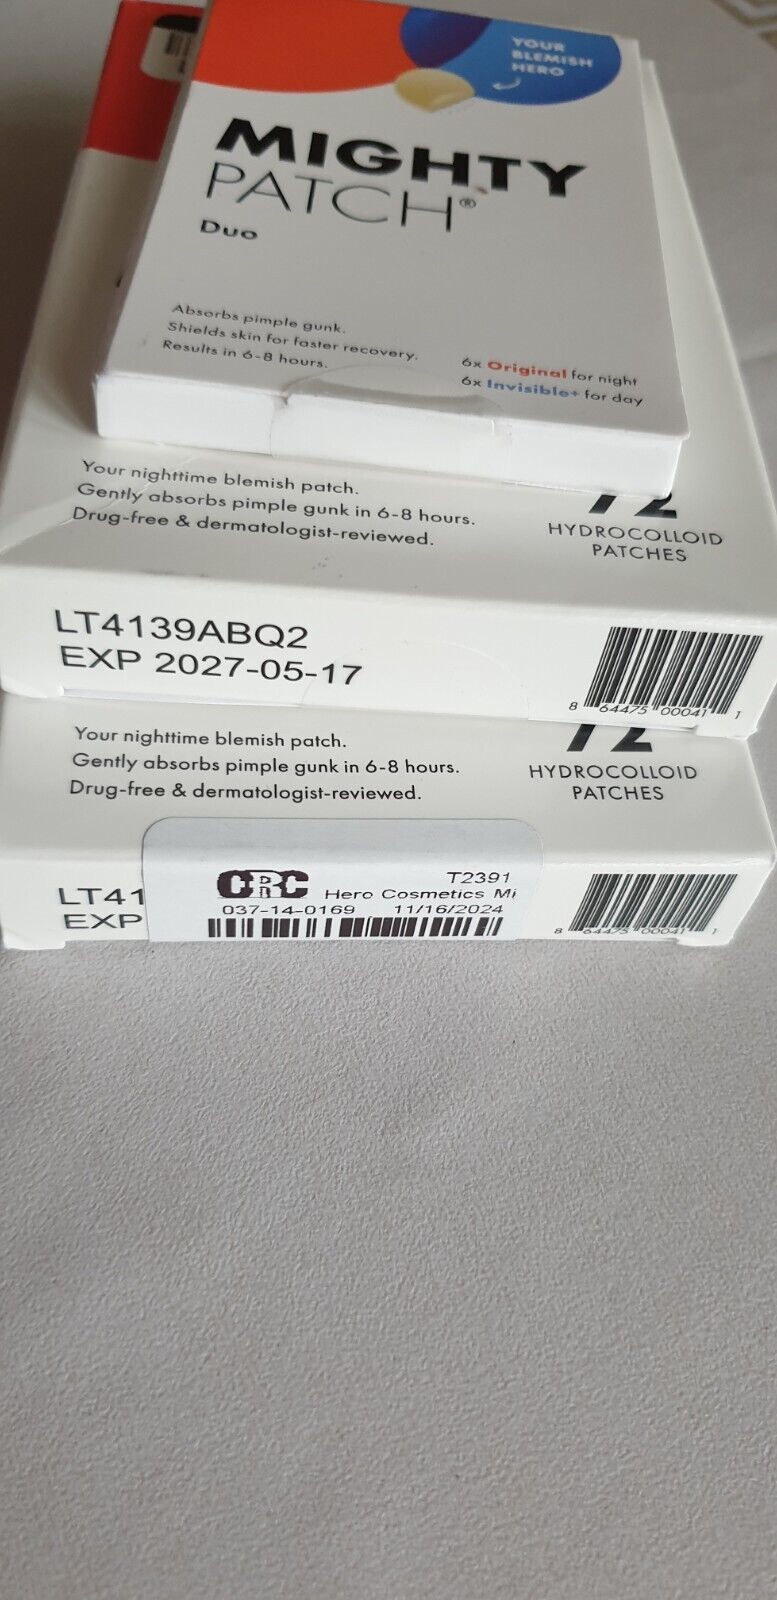 YOUR
BLEMISH
HERO
MIGHTY
PATCH®
Duo
Absorbs pimple gunk.
Shields skin for faster recovery.
Results in 6-8 hours.
6x Original for night
6x Invisible+ for day
Your nighttime blemish patch.
Gently absorbs pimple gunk in 6-8 hours.
Drug-free & dermatologist-reviewed.
72
HYDROCOLLOID
PATCHES
LT4139ABQ2
EXP 2027-05-17
8 64475 00041 1
Your nighttime blemish patch.
Gently absorbs pimple gunk in 6-8 hours.
Drug-free & dermatologist-reviewed.
72
HYDROCOLLOID
PATCHES
LT41
EXP
CRC
T2391
Hero Cosmetics Mi
037-14-0169 11/16/2024
8 64475 00041 1